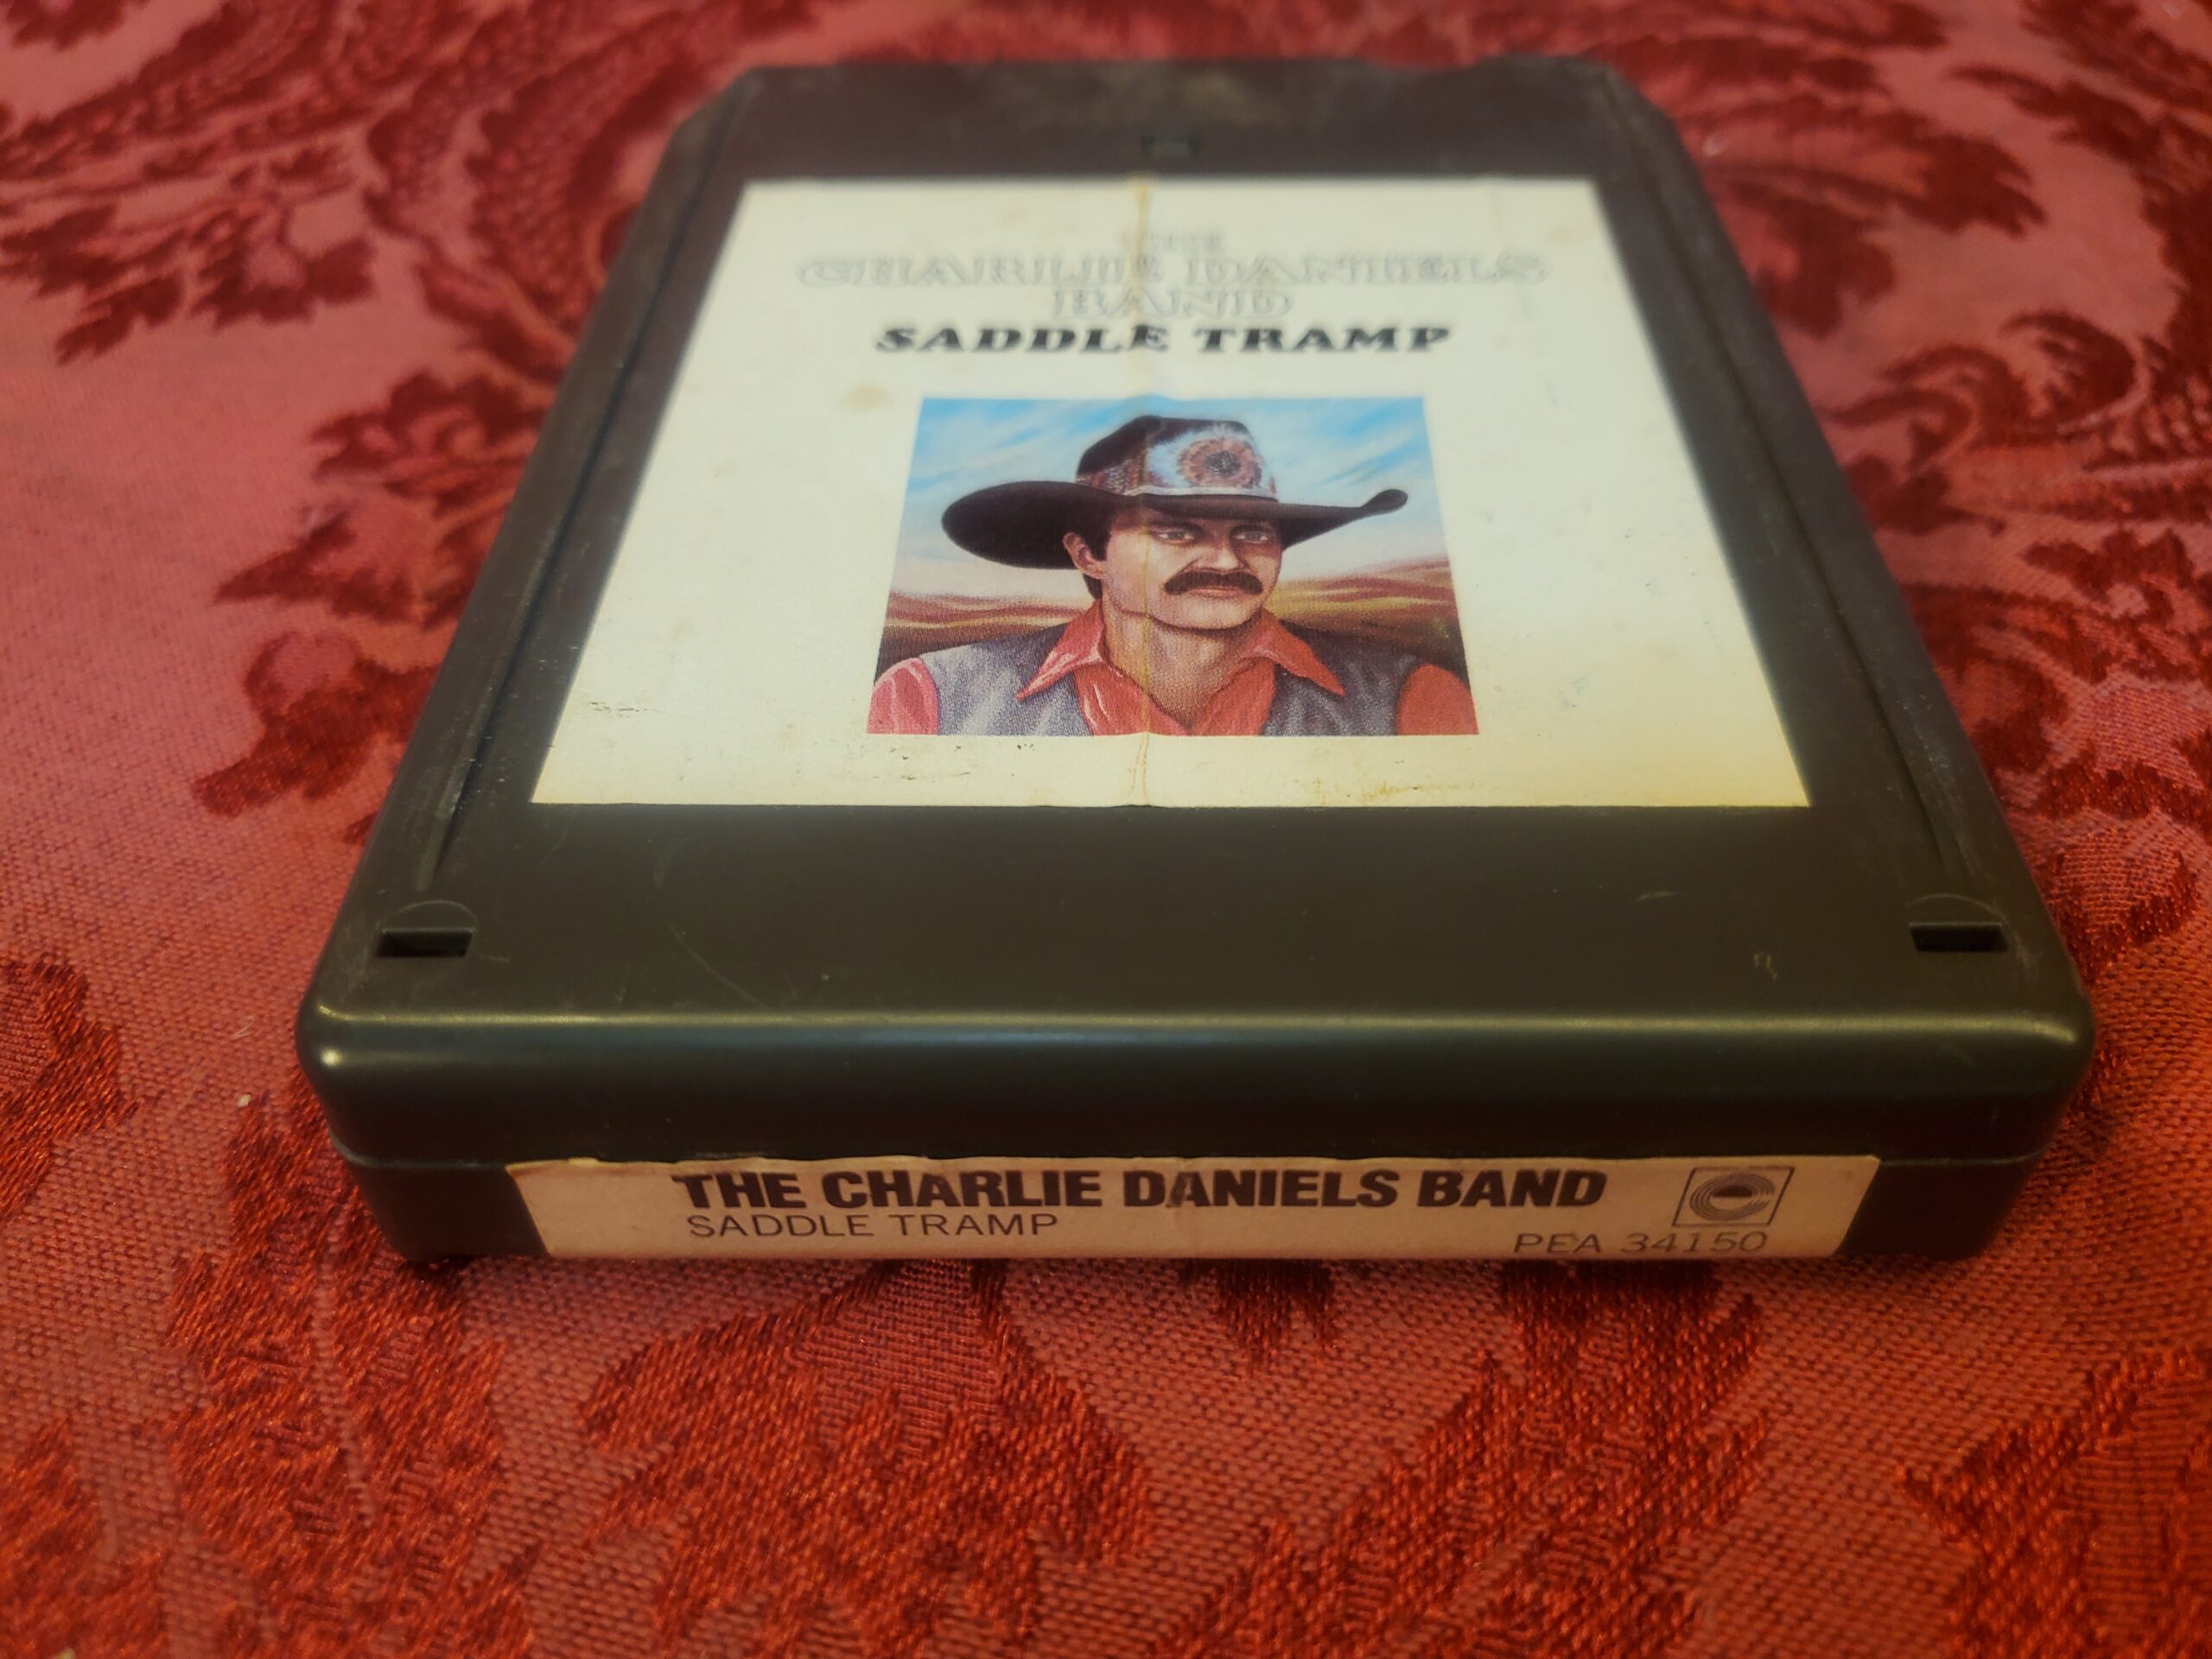 THE
CHARLIE DANIELS
BAND
SADDLE TRAMP
THE CHARLIE DANIELS BAND
SADDLE TRAMP
PEA 34150